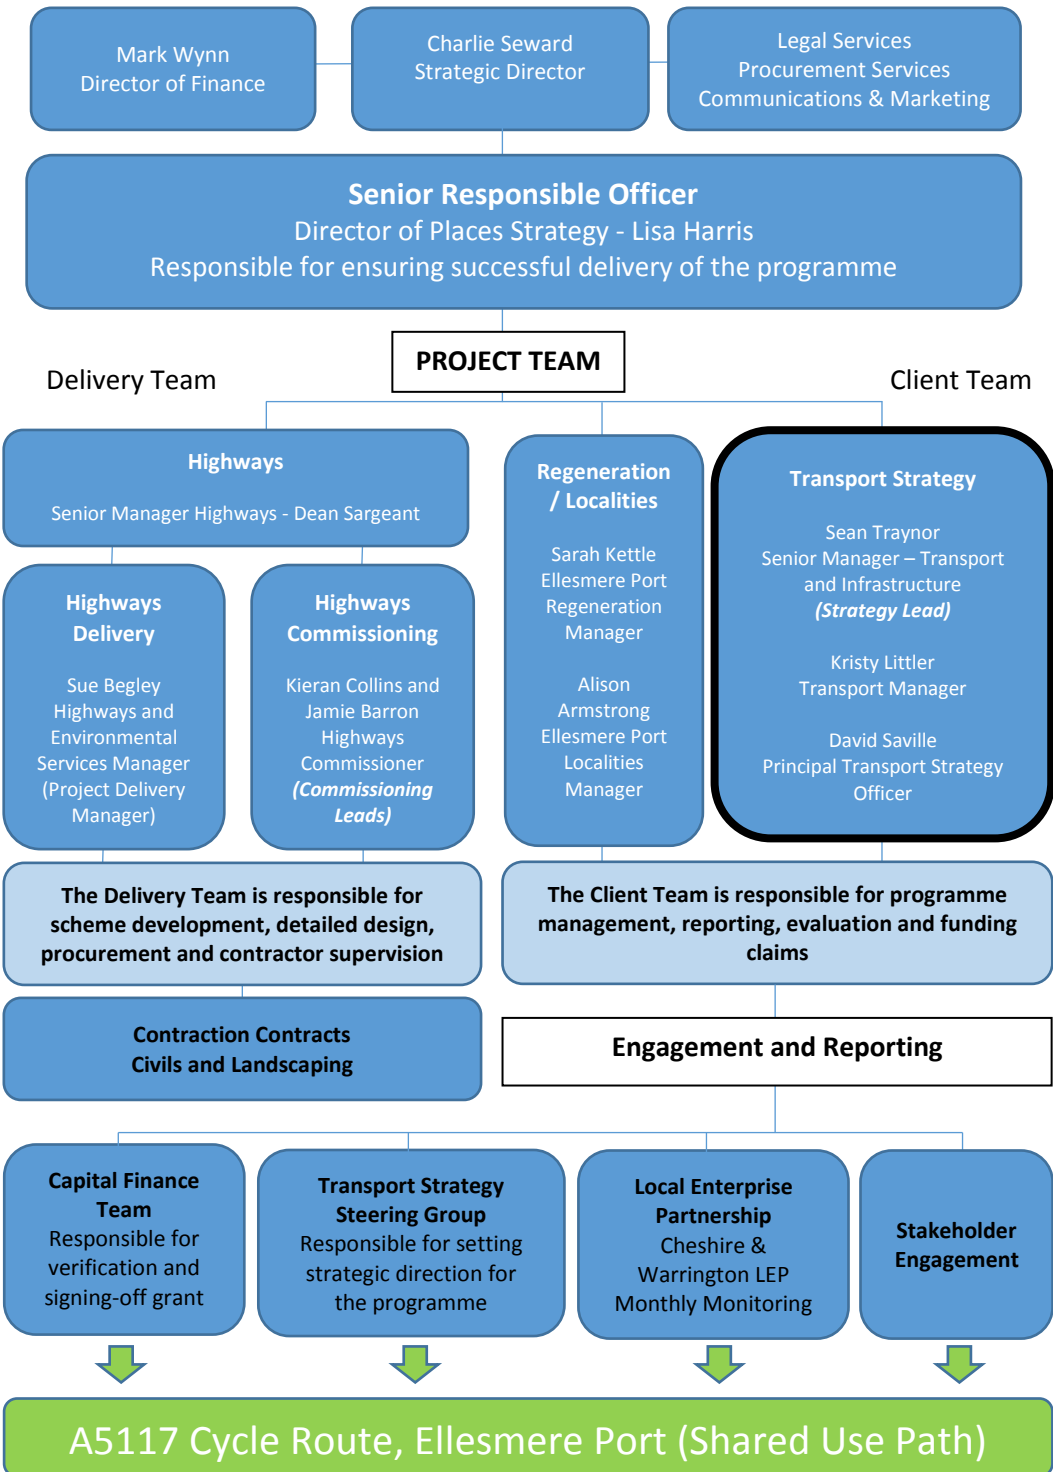 Mark Wynn
Director of Finance
Charlie Seward
Strategic Director
Legal Services
Procurement Services
Communications & Marketing
Senior Responsible Officer
Director of Places Strategy - Lisa Harris
Responsible for ensuring successful delivery of the programme
PROJECT TEAM
Delivery Team
Client Team
Highways
Senior Manager Highways - Dean Sargeant
Highways
Delivery
Sue Begley
Highways and
Environmental
Services Manager
(Project Delivery
Manager)
Highways
Commissioning
Kieran Collins and
Jamie Barron
Highways
Commissioner
(Commissioning
Leads)
Regeneration
/ Localities
Sarah Kettle
Ellesmere Port
Regeneration
Manager
Alison
Armstrong
Ellesmere Port
Localities
Manager
Transport Strategy
Sean Traynor
Senior Manager – Transport
and Infrastructure
(Strategy Lead)
Kristy Littler
Transport Manager
David Saville
Principal Transport Strategy
Officer
The Delivery Team is responsible for
scheme development, detailed design,
procurement and contractor supervision
The Client Team is responsible for programme
management, reporting, evaluation and funding
claims
Contraction Contracts
Civils and Landscaping
Engagement and Reporting
Capital Finance
Team
Responsible for
verification and
signing-off grant
Transport Strategy
Steering Group
Responsible for setting
strategic direction for
the programme
Local Enterprise
Partnership
Cheshire &
Warrington LEP
Monthly Monitoring
Stakeholder
Engagement
A5117 Cycle Route, Ellesmere Port (Shared Use Path)